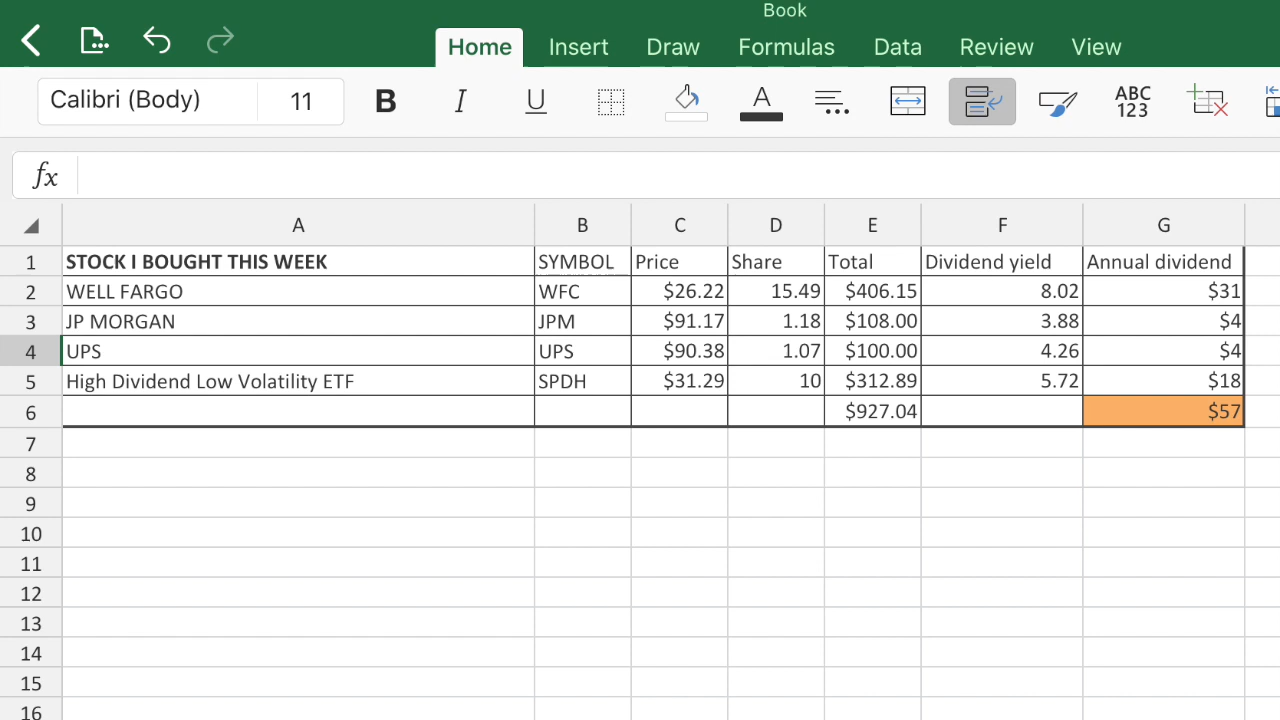 Book
Home Insert Draw Formulas Data Review View
Calibri (Body) 11 B I U A ABC 123
fx
A B C D E F G
1 STOCK I BOUGHT THIS WEEK SYMBOL Price Share Total Dividend yield Annual dividend
2 WELL FARGO WFC $26.22 15.49 $406.15 8.02 $31
3 JP MORGAN JPM $91.17 1.18 $108.00 3.88 $4
4 UPS UPS $90.38 1.07 $100.00 4.26 $4
5 High Dividend Low Volatility ETF SPDH $31.29 10 $312.89 5.72 $18
6 $927.04 $57
7
8
9
10
11
12
13
14
15
16